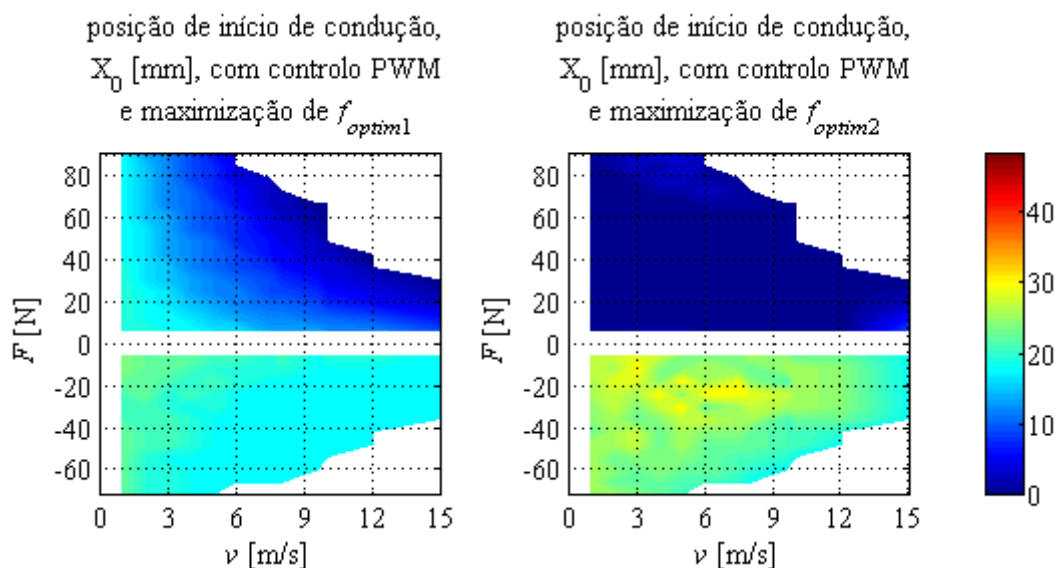 posição de início de condução,
X0 [mm], com controlo PWM
e maximização de foptim1
posição de início de condução,
X0 [mm], com controlo PWM
e maximização de foptim2
F [N]
80
60
40
20
0
-20
-40
-60
0 3 6 9 12 15
v [m/s]
F [N]
80
60
40
20
0
-20
-40
-60
0 3 6 9 12 15
v [m/s]
40
30
20
10
0